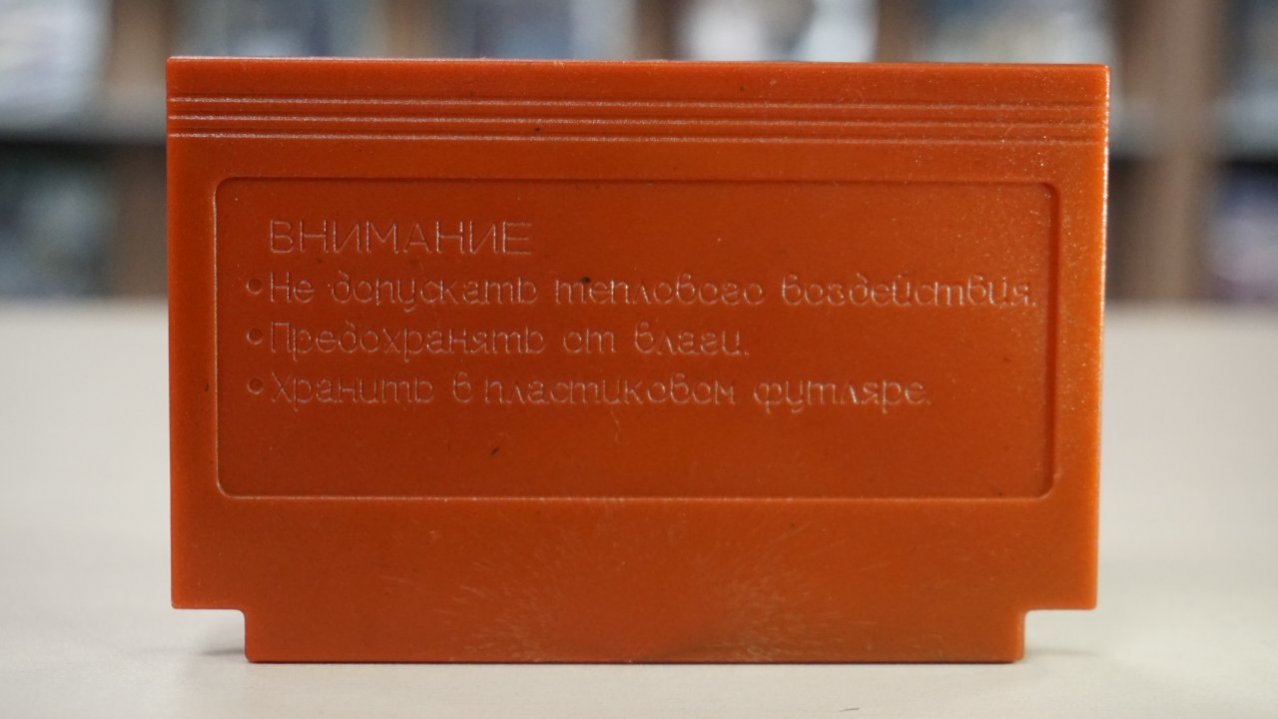 ВНИМАНИЕ
• Не допускать теплового воздействия.
• Предохранять от влаги.
• Хранить в пластиковом футляре.